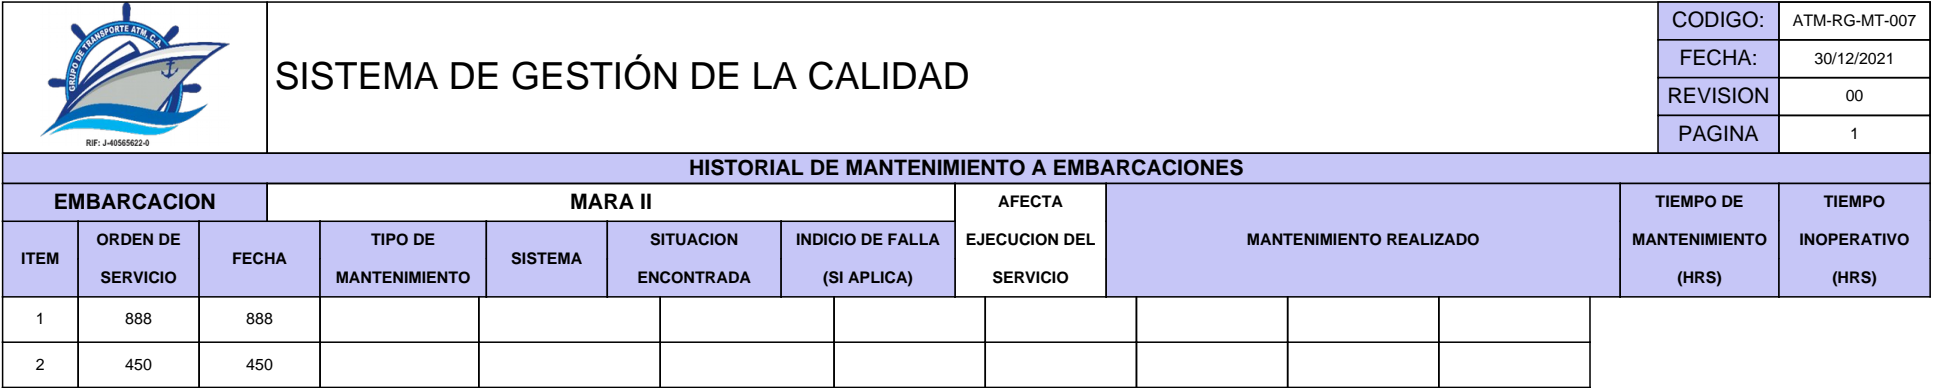 GRUPO DE TRANSPORTE ATM, C.A.
RIF: J-40565622-0
SISTEMA DE GESTIÓN DE LA CALIDAD
CODIGO: ATM-RG-MT-007
FECHA: 30/12/2021
REVISION 00
PAGINA 1
HISTORIAL DE MANTENIMIENTO A EMBARCACIONES
EMBARCACION MARA II
ITEM
ORDEN DE
SERVICIO
FECHA
TIPO DE
MANTENIMIENTO
SISTEMA
SITUACION
ENCONTRADA
INDICIO DE FALLA
(SI APLICA)
AFECTA
EJECUCION DEL
SERVICIO
MANTENIMIENTO REALIZADO
TIEMPO DE
MANTENIMIENTO
(HRS)
TIEMPO
INOPERATIVO
(HRS)
1 888 888
2 450 450